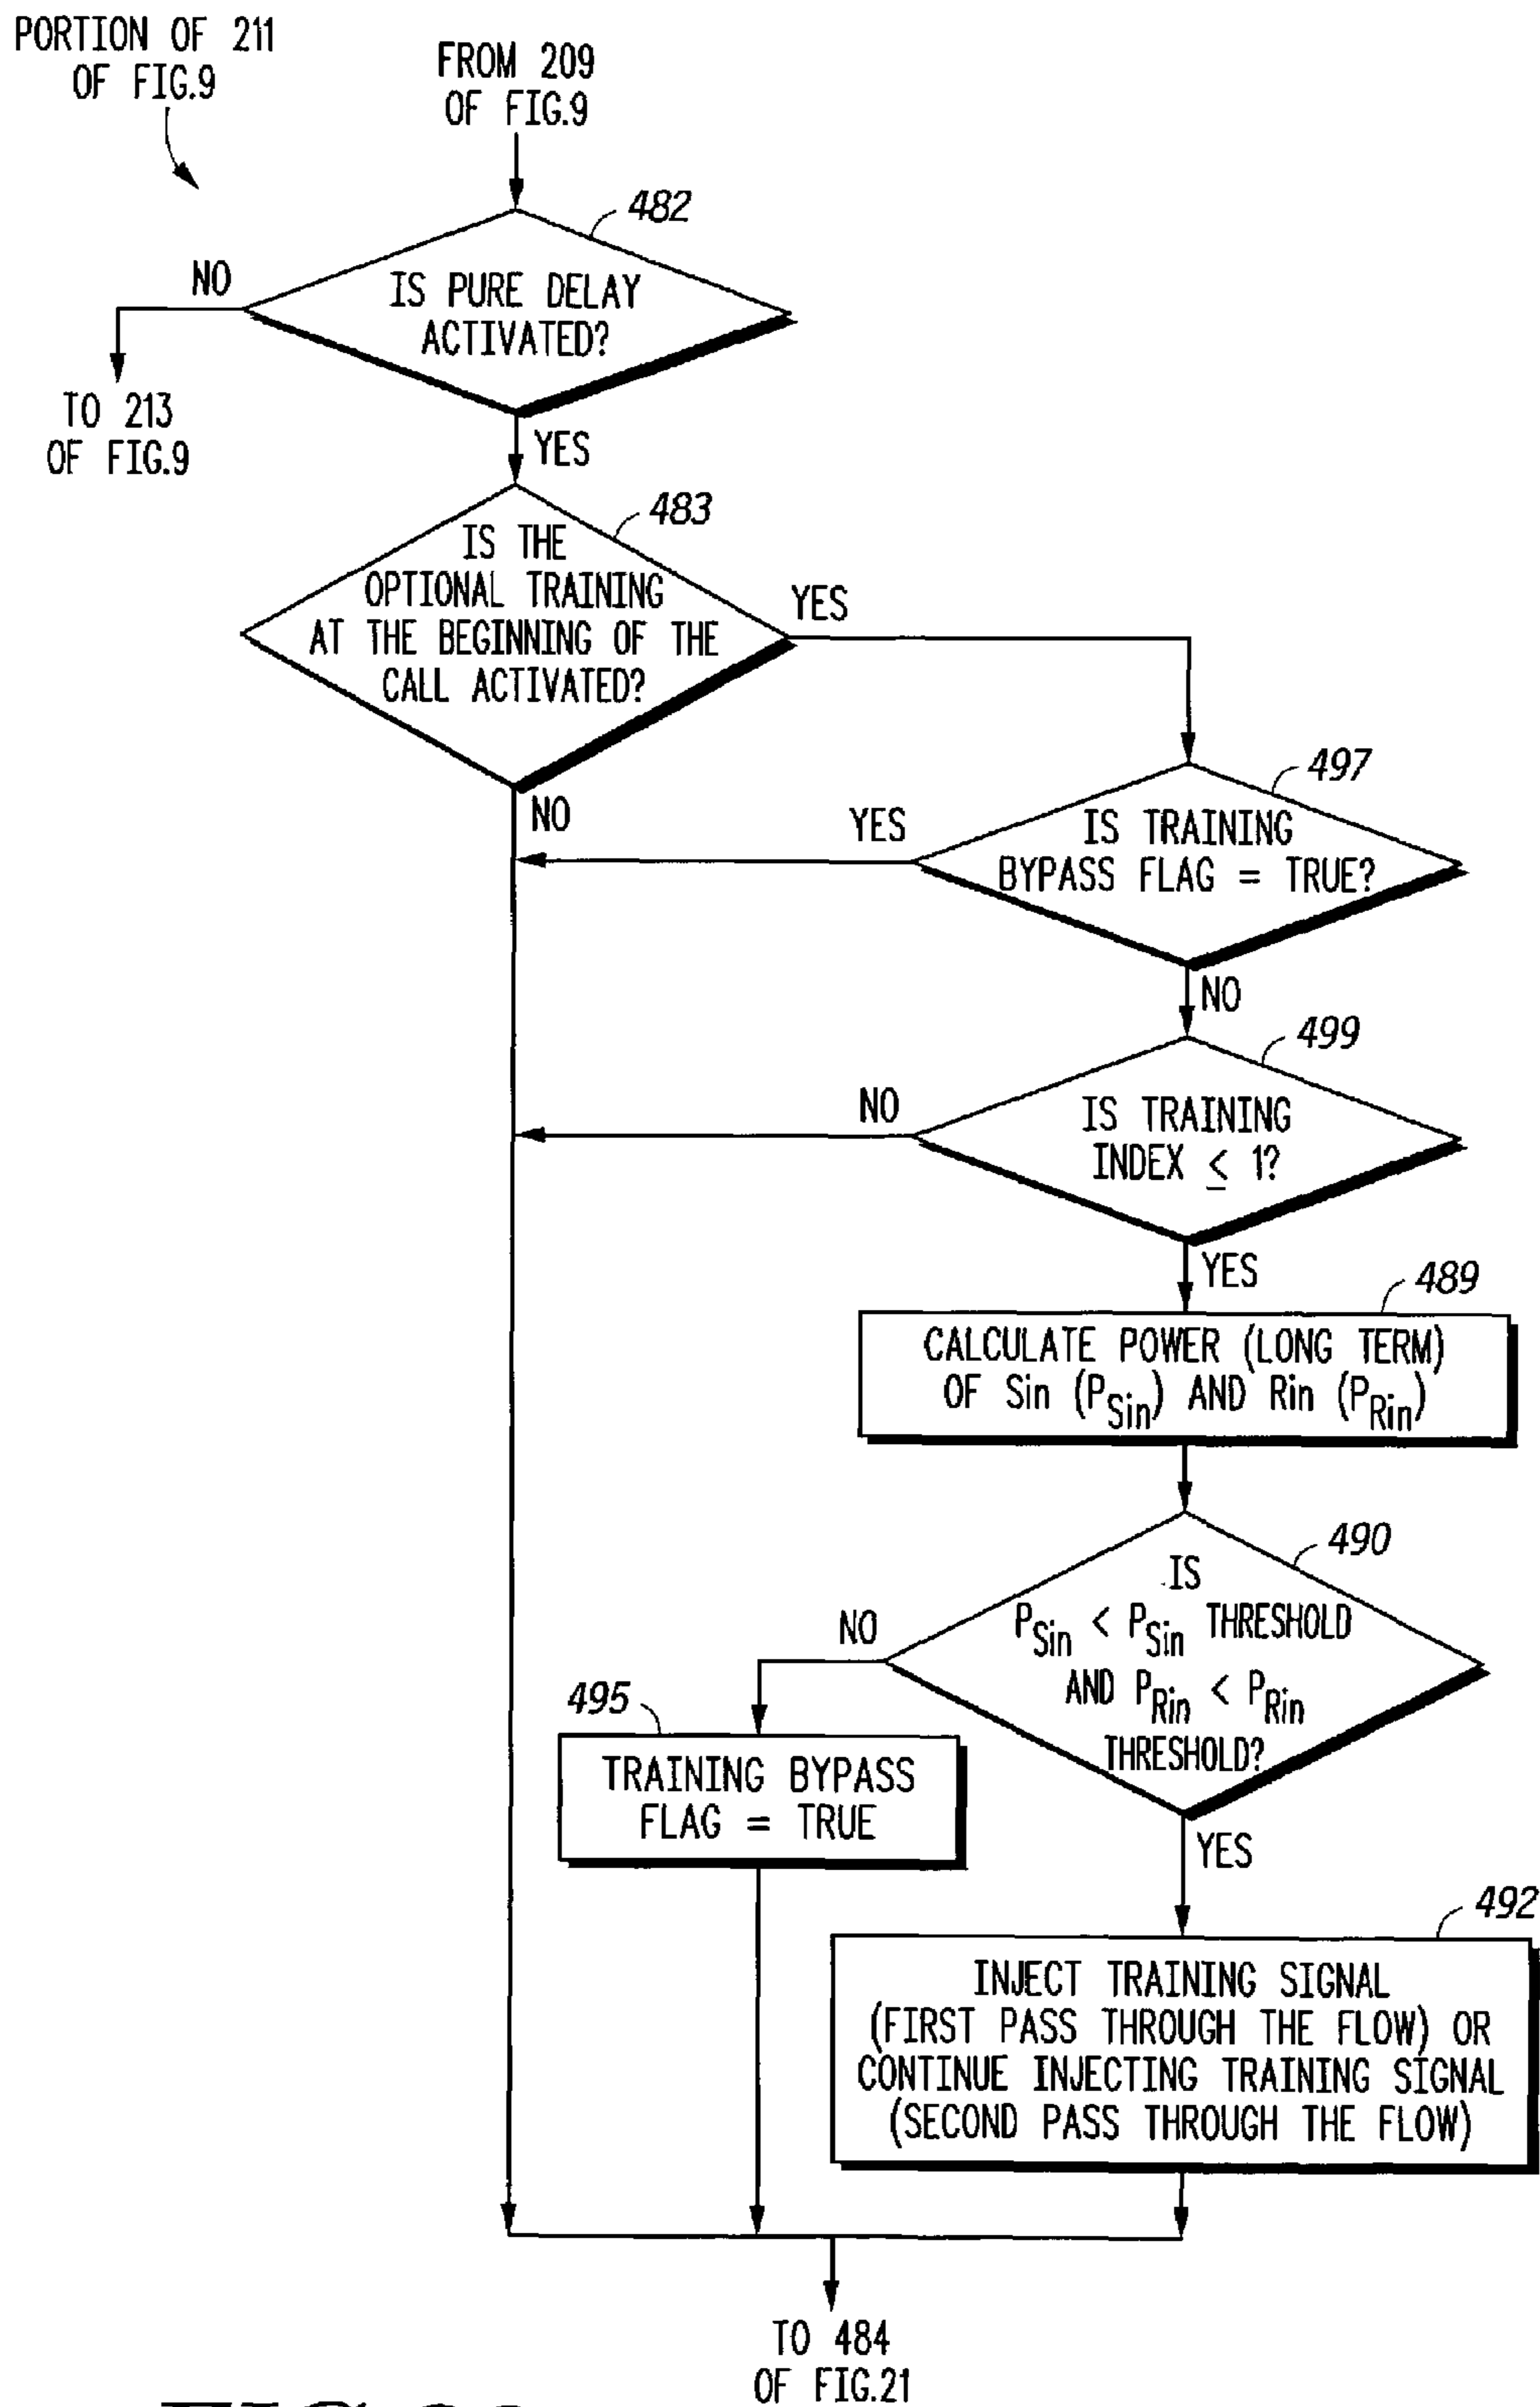 PORTION OF 211
OF FIG.9
FROM 209
OF FIG.9
482
NO
IS PURE DELAY
ACTIVATED?
TO 213
OF FIG.9
YES
483
IS THE
OPTIONAL TRAINING
AT THE BEGINNING OF THE
CALL ACTIVATED?
YES
NO
497
YES
IS TRAINING
BYPASS FLAG = TRUE?
NO
499
NO
IS TRAINING
INDEX ≤ 1?
YES
489
CALCULATE POWER (LONG TERM)
OF Sin (PSin) AND Rin (PRin)
490
IS
PSin < PSin THRESHOLD
AND PRin < PRin
THRESHOLD?
NO
495
TRAINING BYPASS
FLAG = TRUE
YES
492
INJECT TRAINING SIGNAL
(FIRST PASS THROUGH THE FLOW) OR
CONTINUE INJECTING TRAINING SIGNAL
(SECOND PASS THROUGH THE FLOW)
TO 484
OF FIG.21